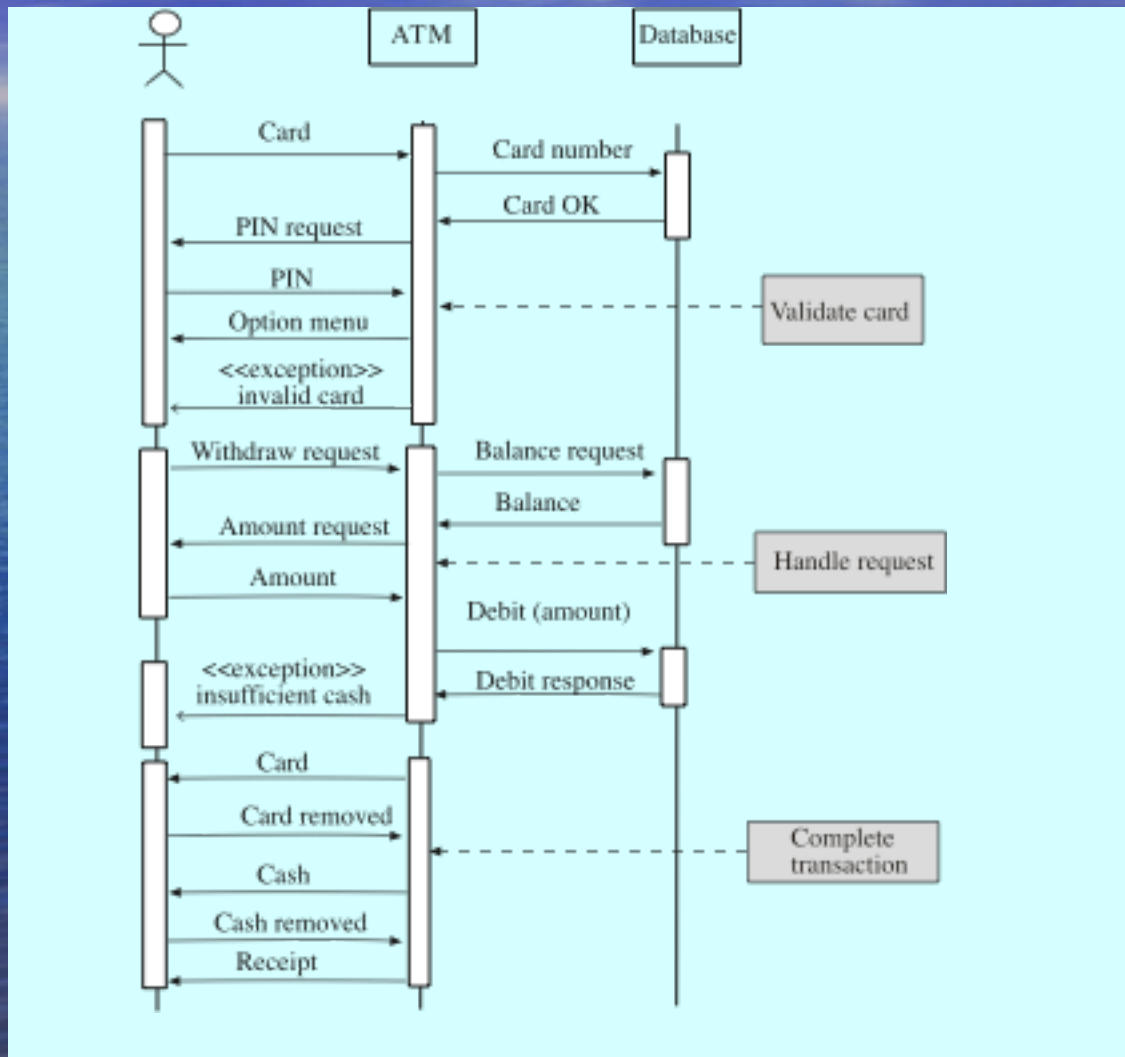 ATM
Database
Card
Card number
Card OK
PIN request
PIN
Validate card
Option menu
<<exception>>
invalid card
Withdraw request
Balance request
Balance
Amount request
Handle request
Amount
Debit (amount)
<<exception>>
insufficient cash
Debit response
Card
Card removed
Complete
transaction
Cash
Cash removed
Receipt